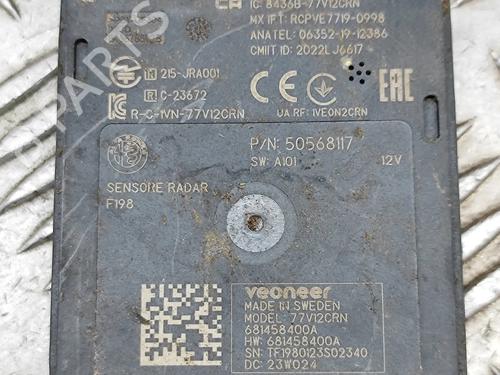 IC: 8436B-77V12CRN
MX IFT: RCPVE7719-0998
ANATEL: 06352-19-12386
CMIIT ID: 2022LJ6617
215-JRA001
R C-23672
R-C-1VN-77V12CRN
CE
EAC
UA RF: 1VEON2CRN
P/N: 50568117
SW: A101 12V
SENSORE RADAR
F198
veoneer
MADE IN SWEDEN
MODEL: 77V12CRN
681458400A
HW: 681458400A
SN: TF1980123S02340
DC: 23W024